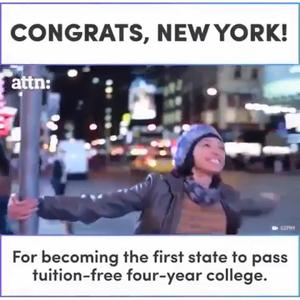 CONGRATS, NEW YORK!
attn:
For becoming the first state to pass
tuition-free four-year college.